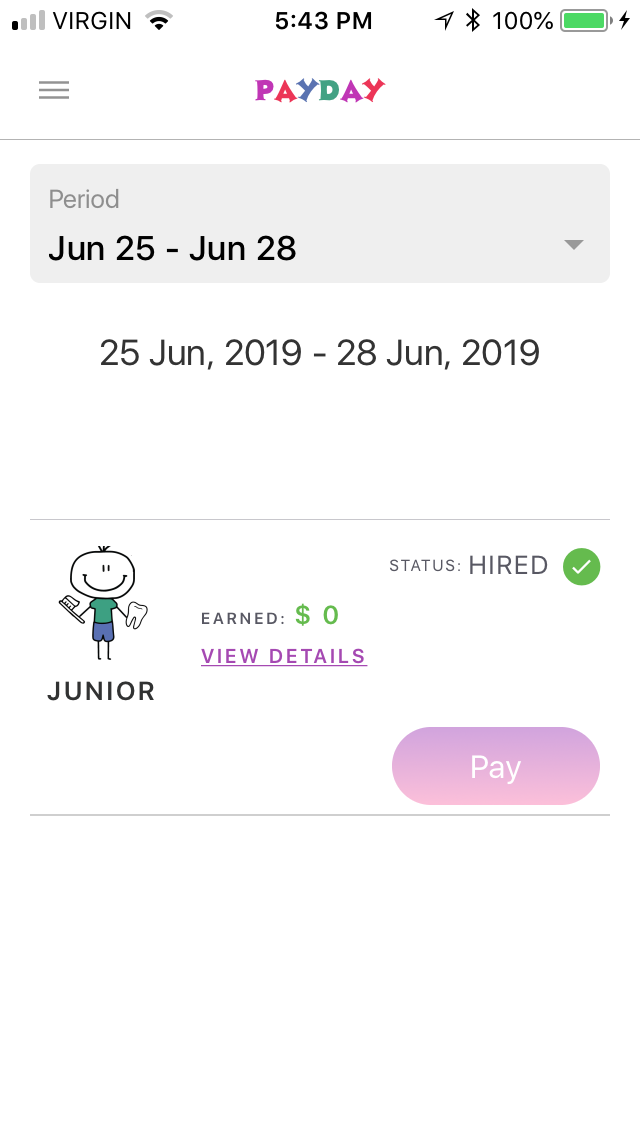 VIRGIN 5:43 PM 100%
PAYDAY
Period
Jun 25 - Jun 28
25 Jun, 2019 - 28 Jun, 2019
STATUS: HIRED
EARNED: $ 0
VIEW DETAILS
JUNIOR
Pay